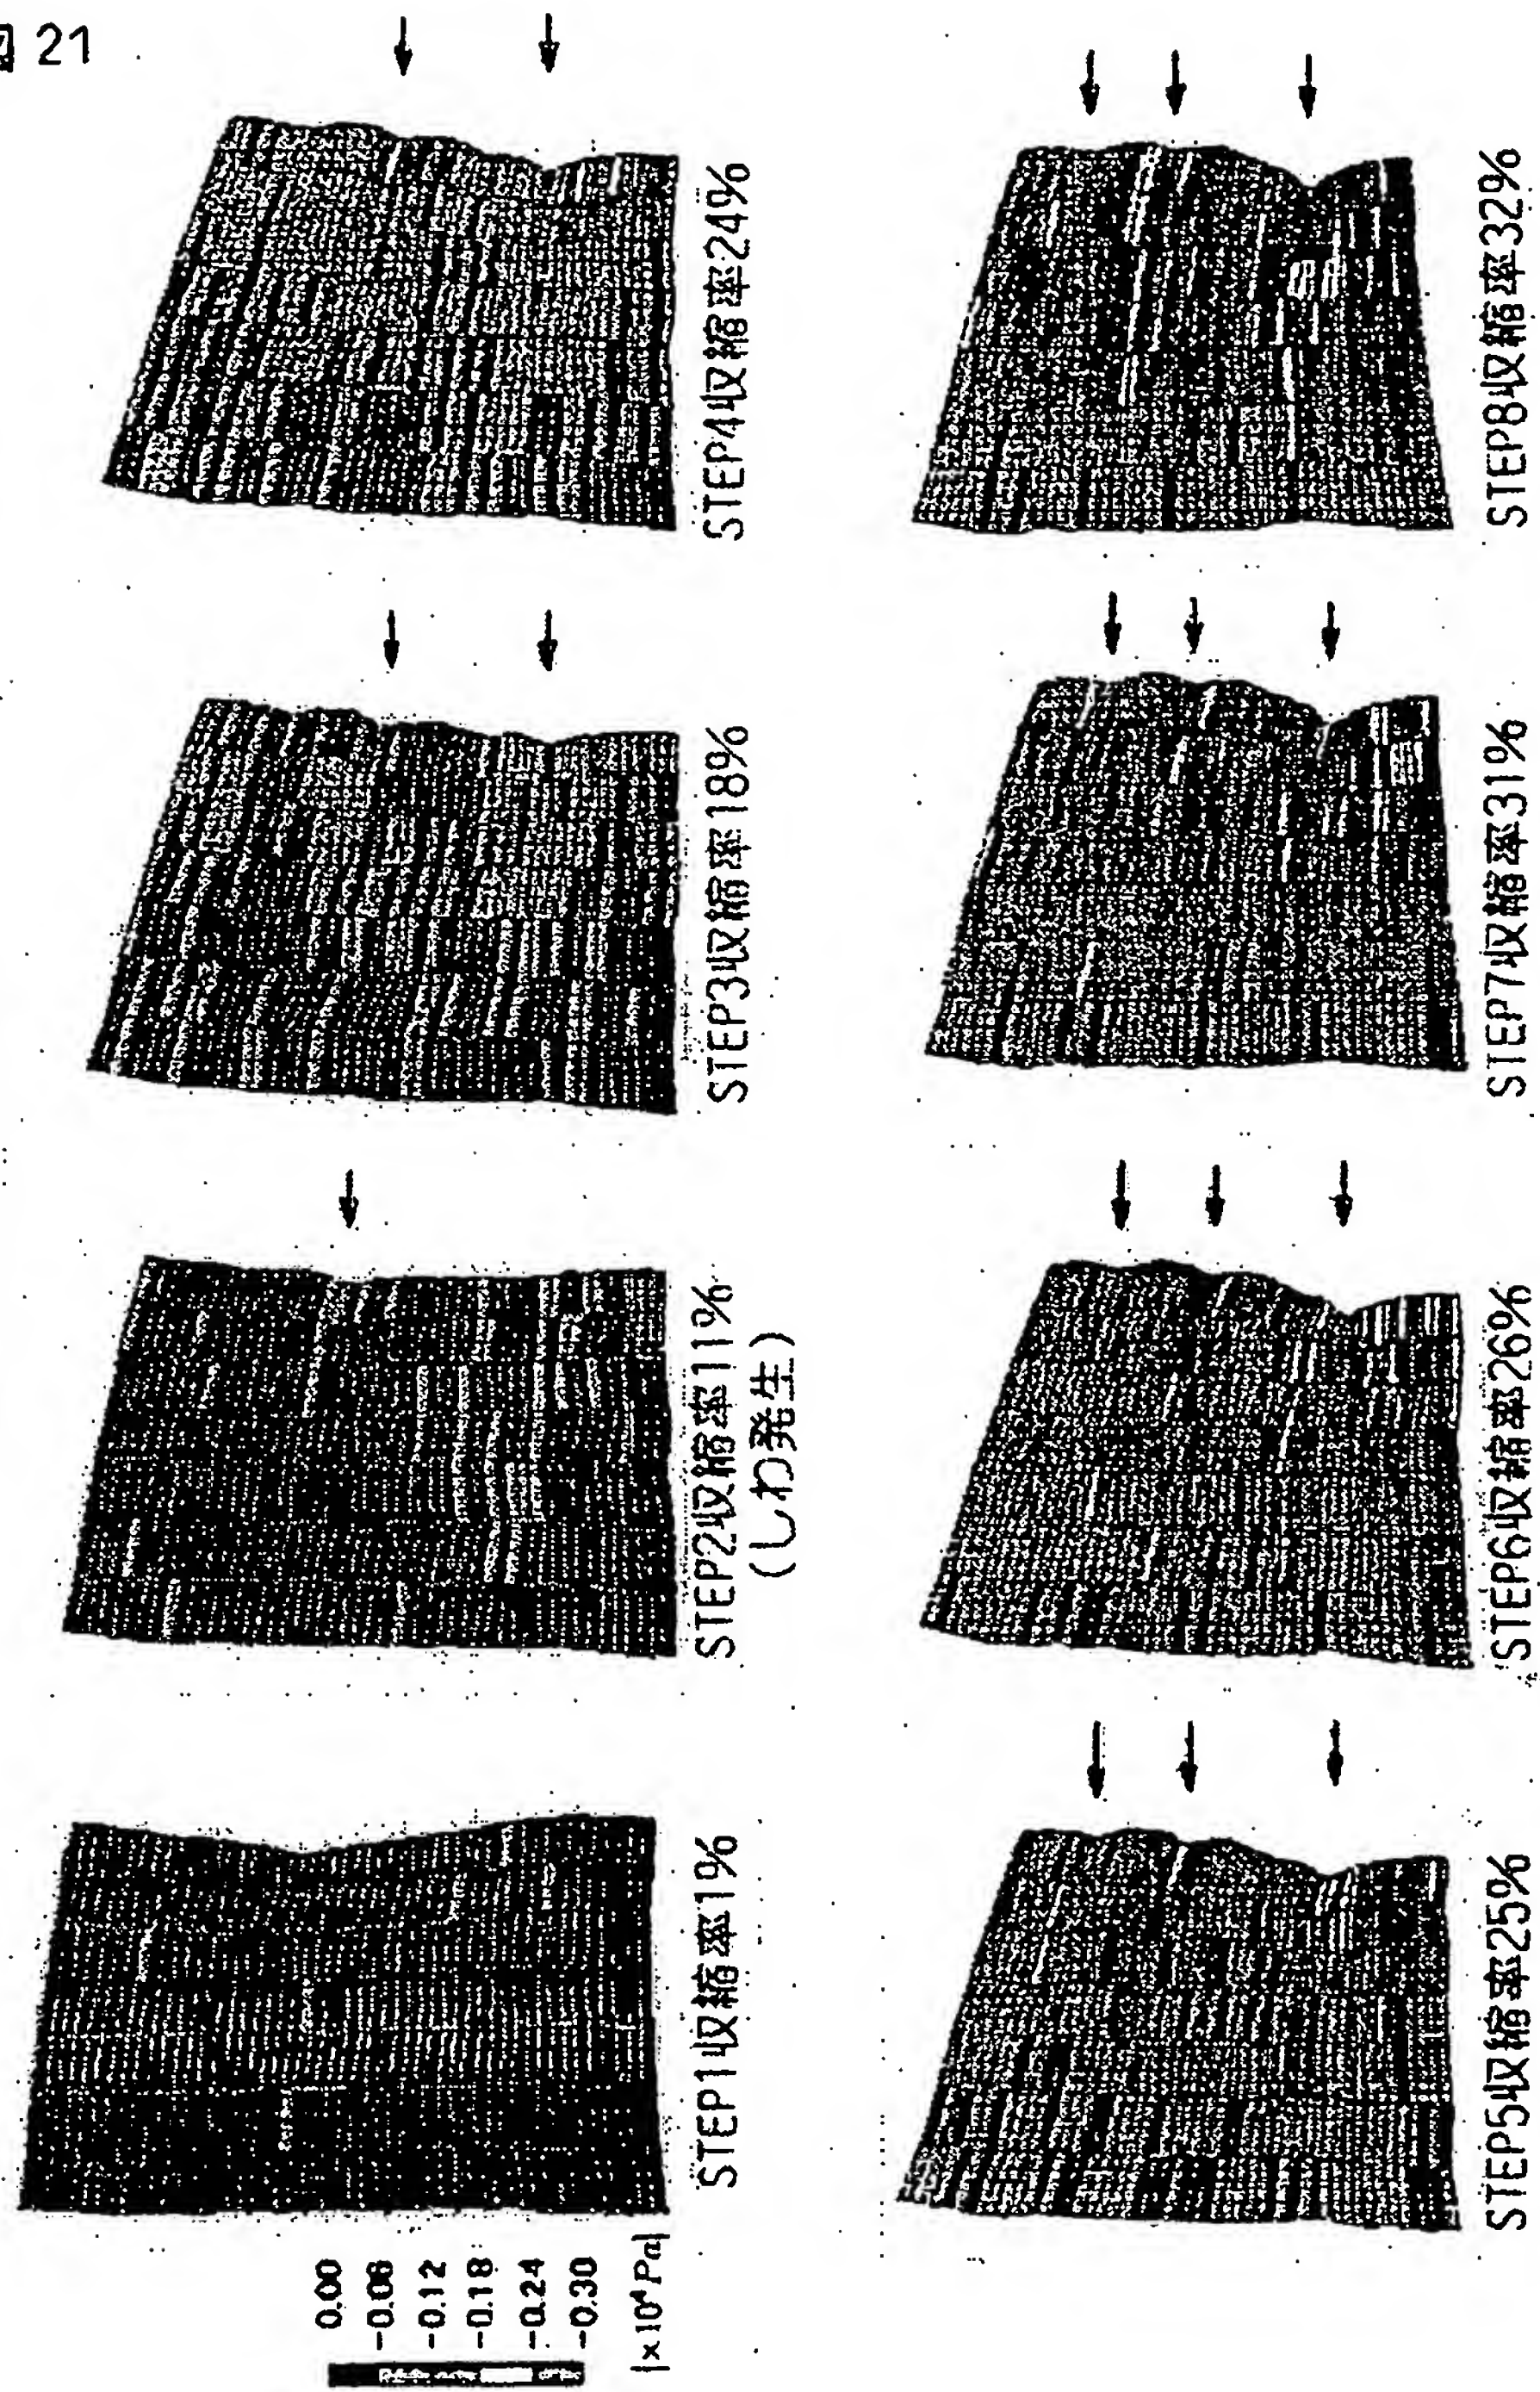 図 21
0.00
-0.06
-0.12
-0.18
-0.24
-0.30
[×10⁴Pa]
STEP1収縮率1%
STEP2収縮率11%
(しわ発生)
STEP3収縮率18%
STEP4収縮率24%
STEP5収縮率25%
STEP6収縮率26%
STEP7収縮率31%
STEP8収縮率32%